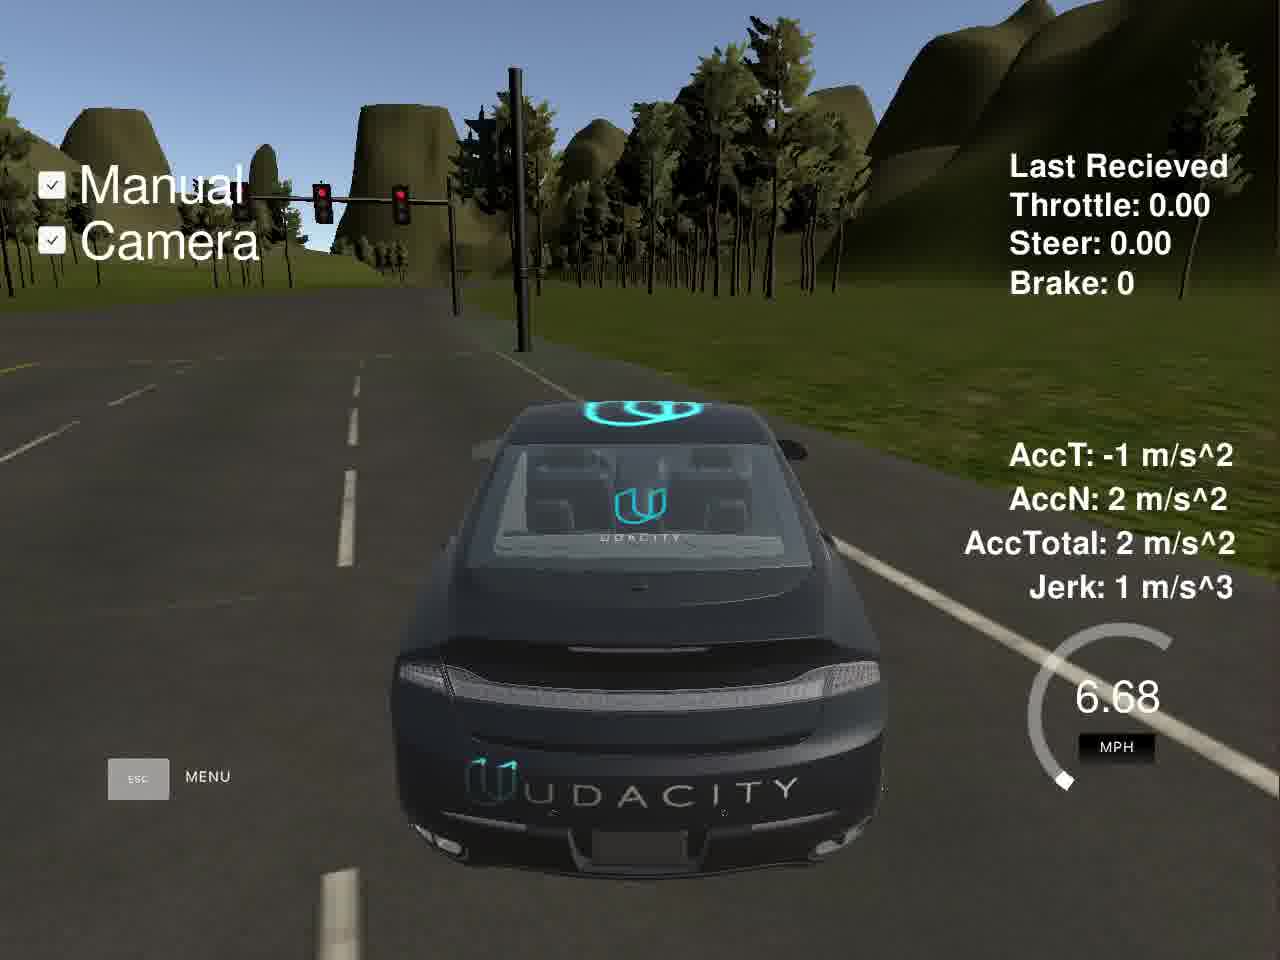 Manual
Camera
Last Recieved
Throttle: 0.00
Steer: 0.00
Brake: 0
AccT: -1 m/s^2
AccN: 2 m/s^2
AccTotal: 2 m/s^2
Jerk: 1 m/s^3
UDACITY
6.68
MPH
ESC MENU
UDACITY